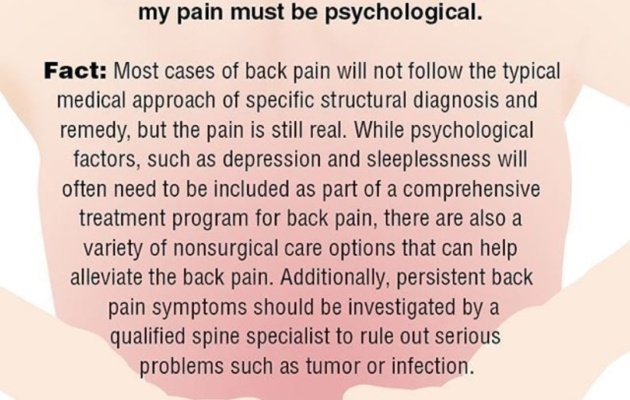 my pain must be psychological.
Fact: Most cases of back pain will not follow the typical
medical approach of specific structural diagnosis and
remedy, but the pain is still real. While psychological
factors, such as depression and sleeplessness will
often need to be included as part of a comprehensive
treatment program for back pain, there are also a
variety of nonsurgical care options that can help
alleviate the back pain. Additionally, persistent back
pain symptoms should be investigated by a
qualified spine specialist to rule out serious
problems such as tumor or infection.